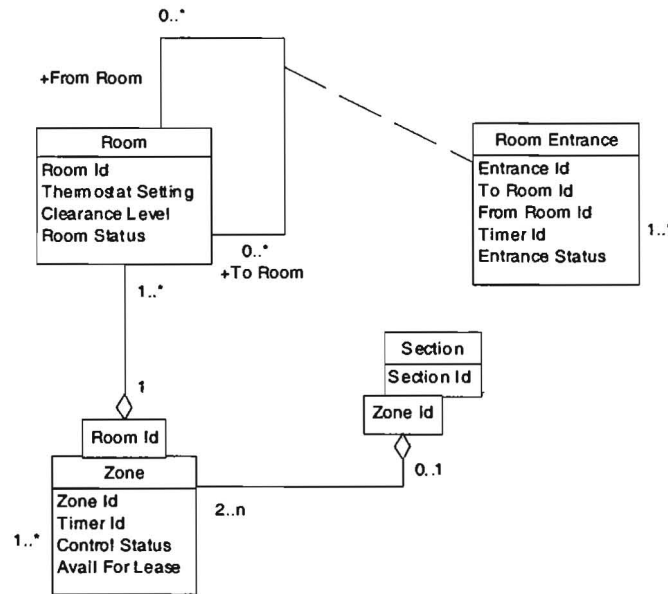 0..*
+From Room
Room
Room Id
Thermostat Setting
Clearance Level
Room Status
0..*
+To Room
Room Entrance
Entrance Id
To Room Id
From Room Id
Timer Id
Entrance Status
1..*
1..*
1
Section
Section Id
Zone Id
0..1
Room Id
Zone
Zone Id
Timer Id
Control Status
Avail For Lease
2..n
1..*